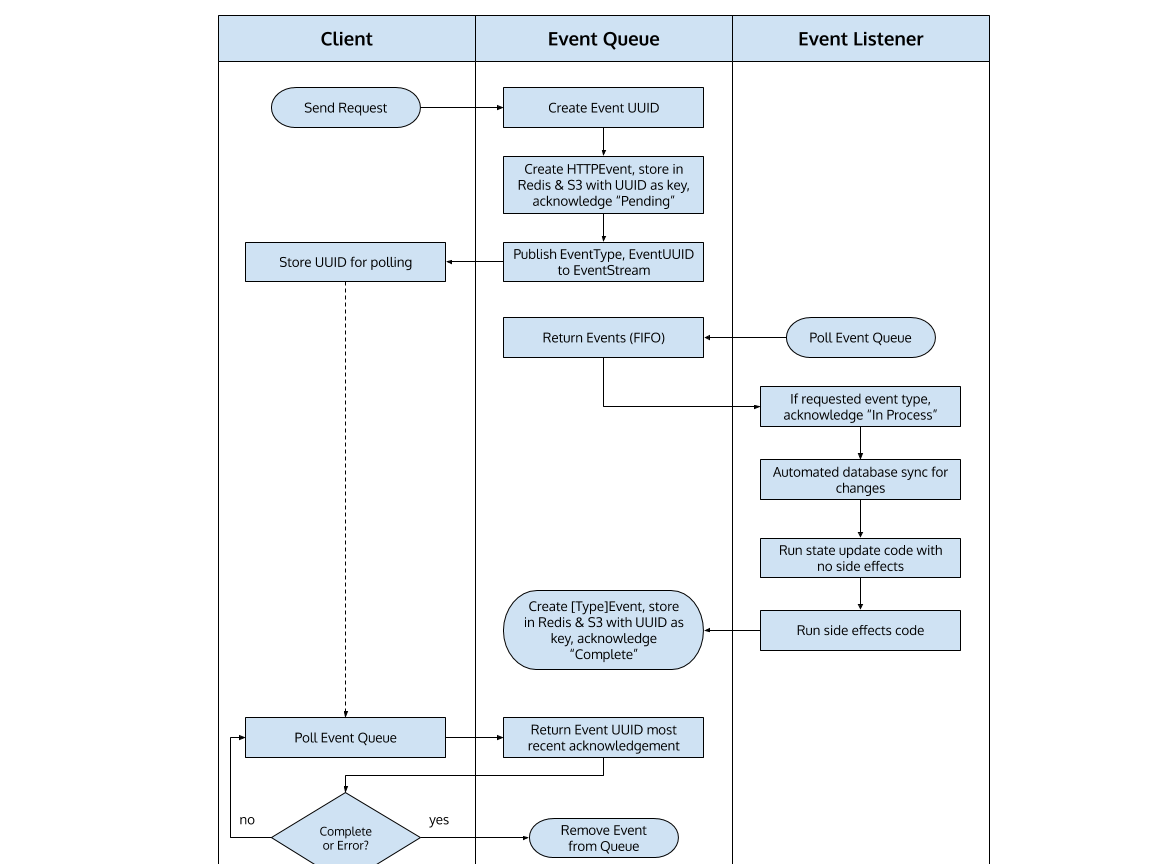 Client
Event Queue
Event Listener
Send Request
Create Event UUID
Create HTTPEvent, store in
Redis & S3 with UUID as key,
acknowledge “Pending”
Store UUID for polling
Publish EventType, EventUUID
to EventStream
Return Events (FIFO)
Poll Event Queue
If requested event type,
acknowledge “In Process”
Automated database sync for
changes
Run state update code with
no side effects
Create [Type]Event, store
in Redis & S3 with UUID as
key, acknowledge
“Complete”
Run side effects code
Poll Event Queue
Return Event UUID most
recent acknowledgement
no
Complete
or Error?
yes
Remove Event
from Queue